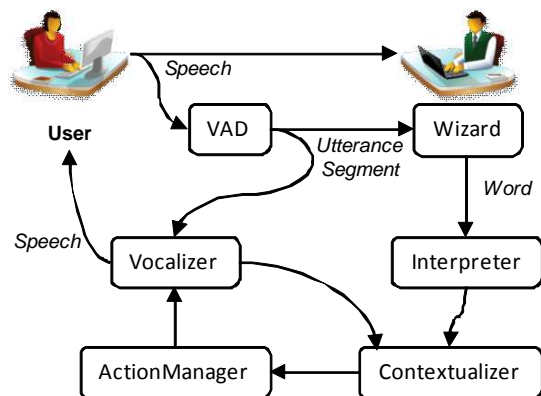 Speech
User
VAD
Wizard
Utterance
Segment
Word
Speech
Vocalizer
Interpreter
ActionManager
Contextualizer